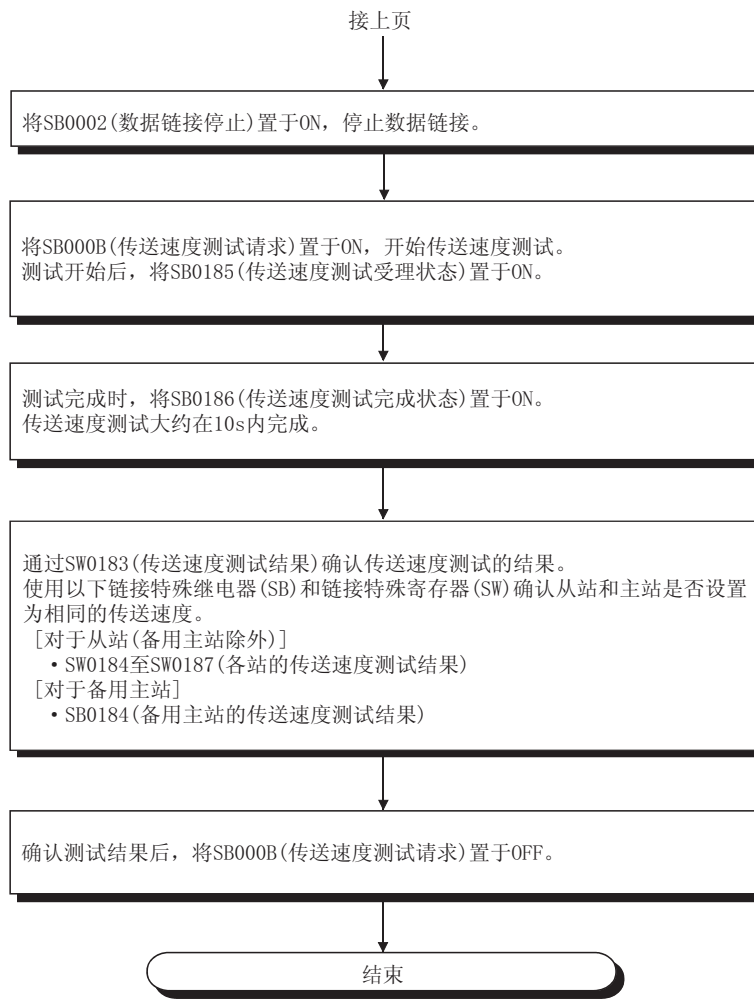 接上页
将SB0002(数据链接停止)置于ON，停止数据链接。
将SB000B(传送速度测试请求)置于ON，开始传送速度测试。
测试开始后，将SB0185(传送速度测试受理状态)置于ON。
测试完成时，将SB0186(传送速度测试完成状态)置于ON。
传送速度测试大约在10s内完成。
通过SW0183(传送速度测试结果)确认传送速度测试的结果。
使用以下链接特殊继电器(SB)和链接特殊寄存器(SW)确认从站和主站是否设置
为相同的传送速度。
[对于从站(备用主站除外)]
•SW0184至SW0187(各站的传送速度测试结果)
[对于备用主站]
•SB0184(备用主站的传送速度测试结果)
确认测试结果后，将SB000B(传送速度测试请求)置于OFF。
结束